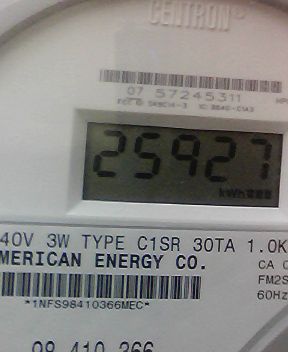 CENTRON
07 57245311
25927
kWh
40V 3W TYPE C1SR 30TA 1.0K
MERICAN ENERGY CO.
CA 0
FM2S
*1NFS98410366MEC*
60Hz
98 410 366